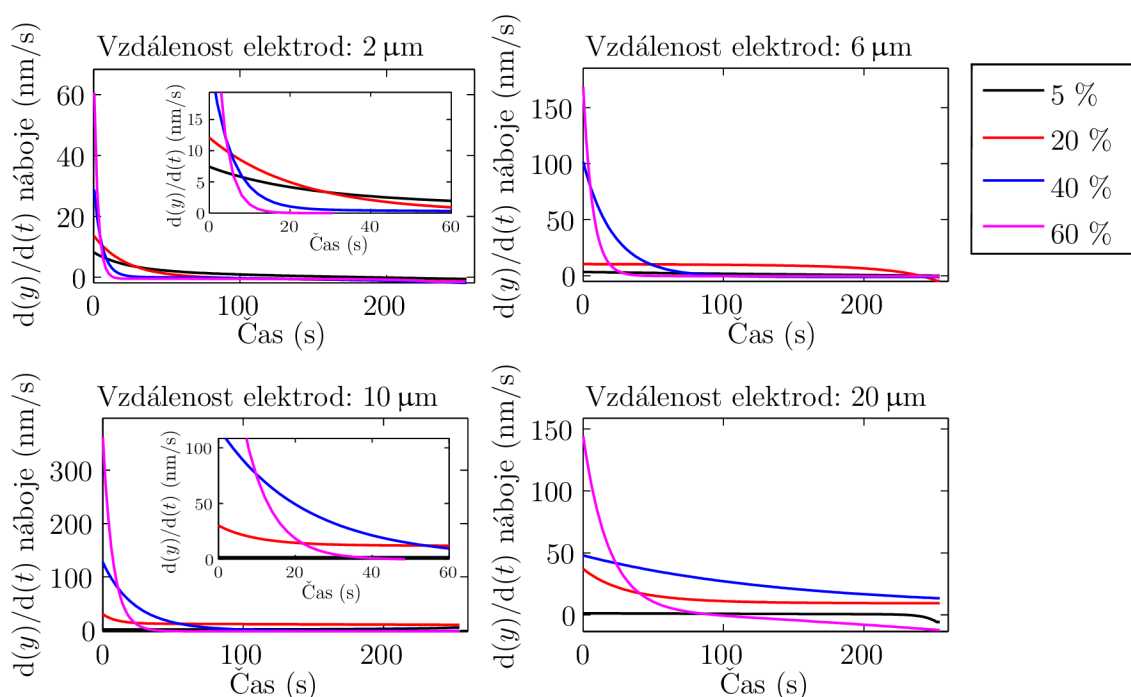 Vzdálenost elektrod: 2 µm
d(y)/d(t) náboje (nm/s)
60
40
20
0
0
100
200
Čas (s)
d(y)/d(t) (nm/s)
15
10
5
0
0
20
40
60
Čas (s)
Vzdálenost elektrod: 6 µm
d(y)/d(t) náboje (nm/s)
150
100
50
0
0
100
200
Čas (s)
5 %
20 %
40 %
60 %
Vzdálenost elektrod: 10 µm
d(y)/d(t) náboje (nm/s)
300
200
100
0
0
100
200
Čas (s)
d(y)/d(t) (nm/s)
100
50
0
0
20
40
60
Čas (s)
Vzdálenost elektrod: 20 µm
d(y)/d(t) náboje (nm/s)
150
100
50
0
0
100
200
Čas (s)